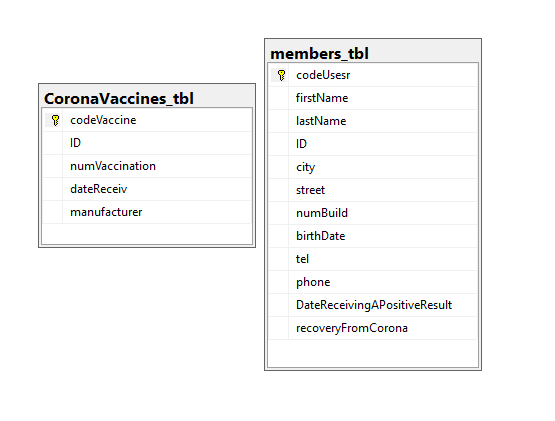 CoronaVaccines_tbl
codeVaccine
ID
numVaccination
dateReceiv
manufacturer
members_tbl
codeUsesr
firstName
lastName
ID
city
street
numBuild
birthDate
tel
phone
DateReceivingAPositiveResult
recoveryFromCorona